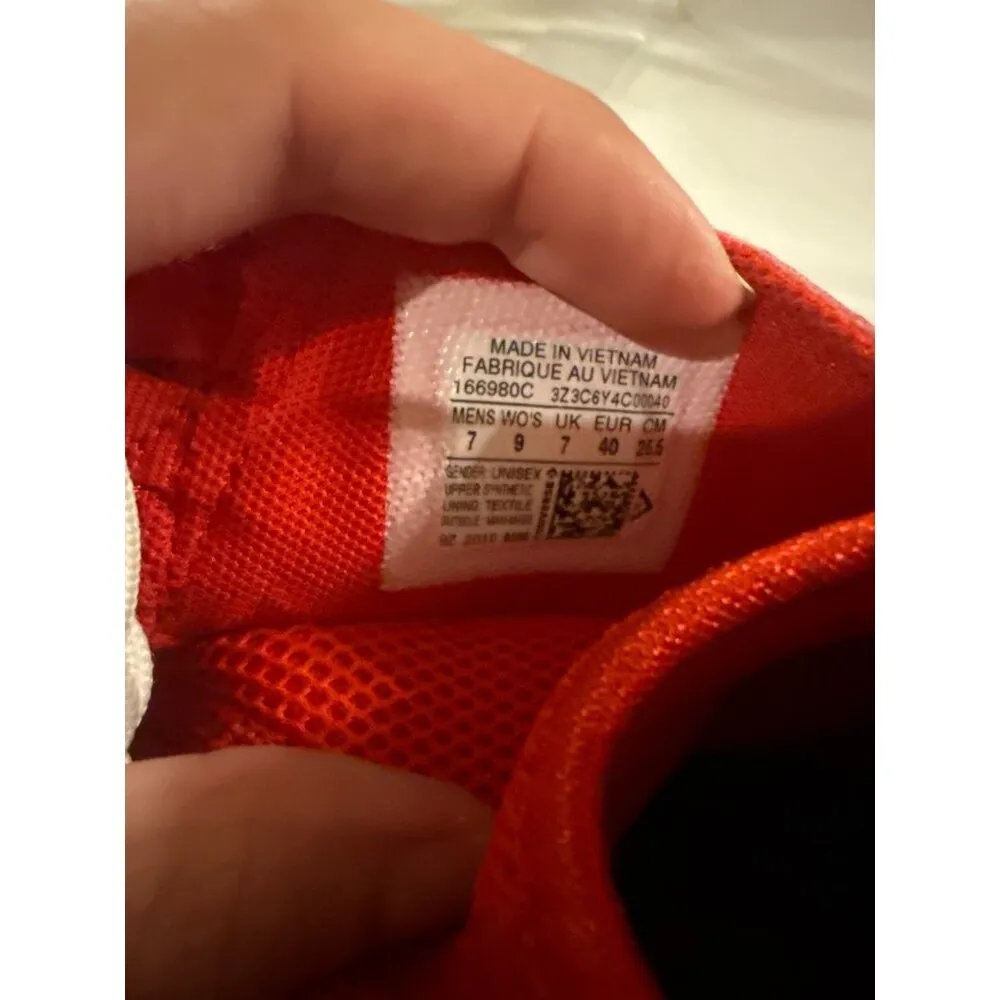 MADE IN VIETNAM
FABRIQUE AU VIETNAM
166980C 3Z3C6Y4C00040
MENS WO'S UK EUR CM
7 9 7 40 25.5
GENDER: UNISEX
UPPER: SYNTHETIC
LINING: TEXTILE
OUTSOLE: